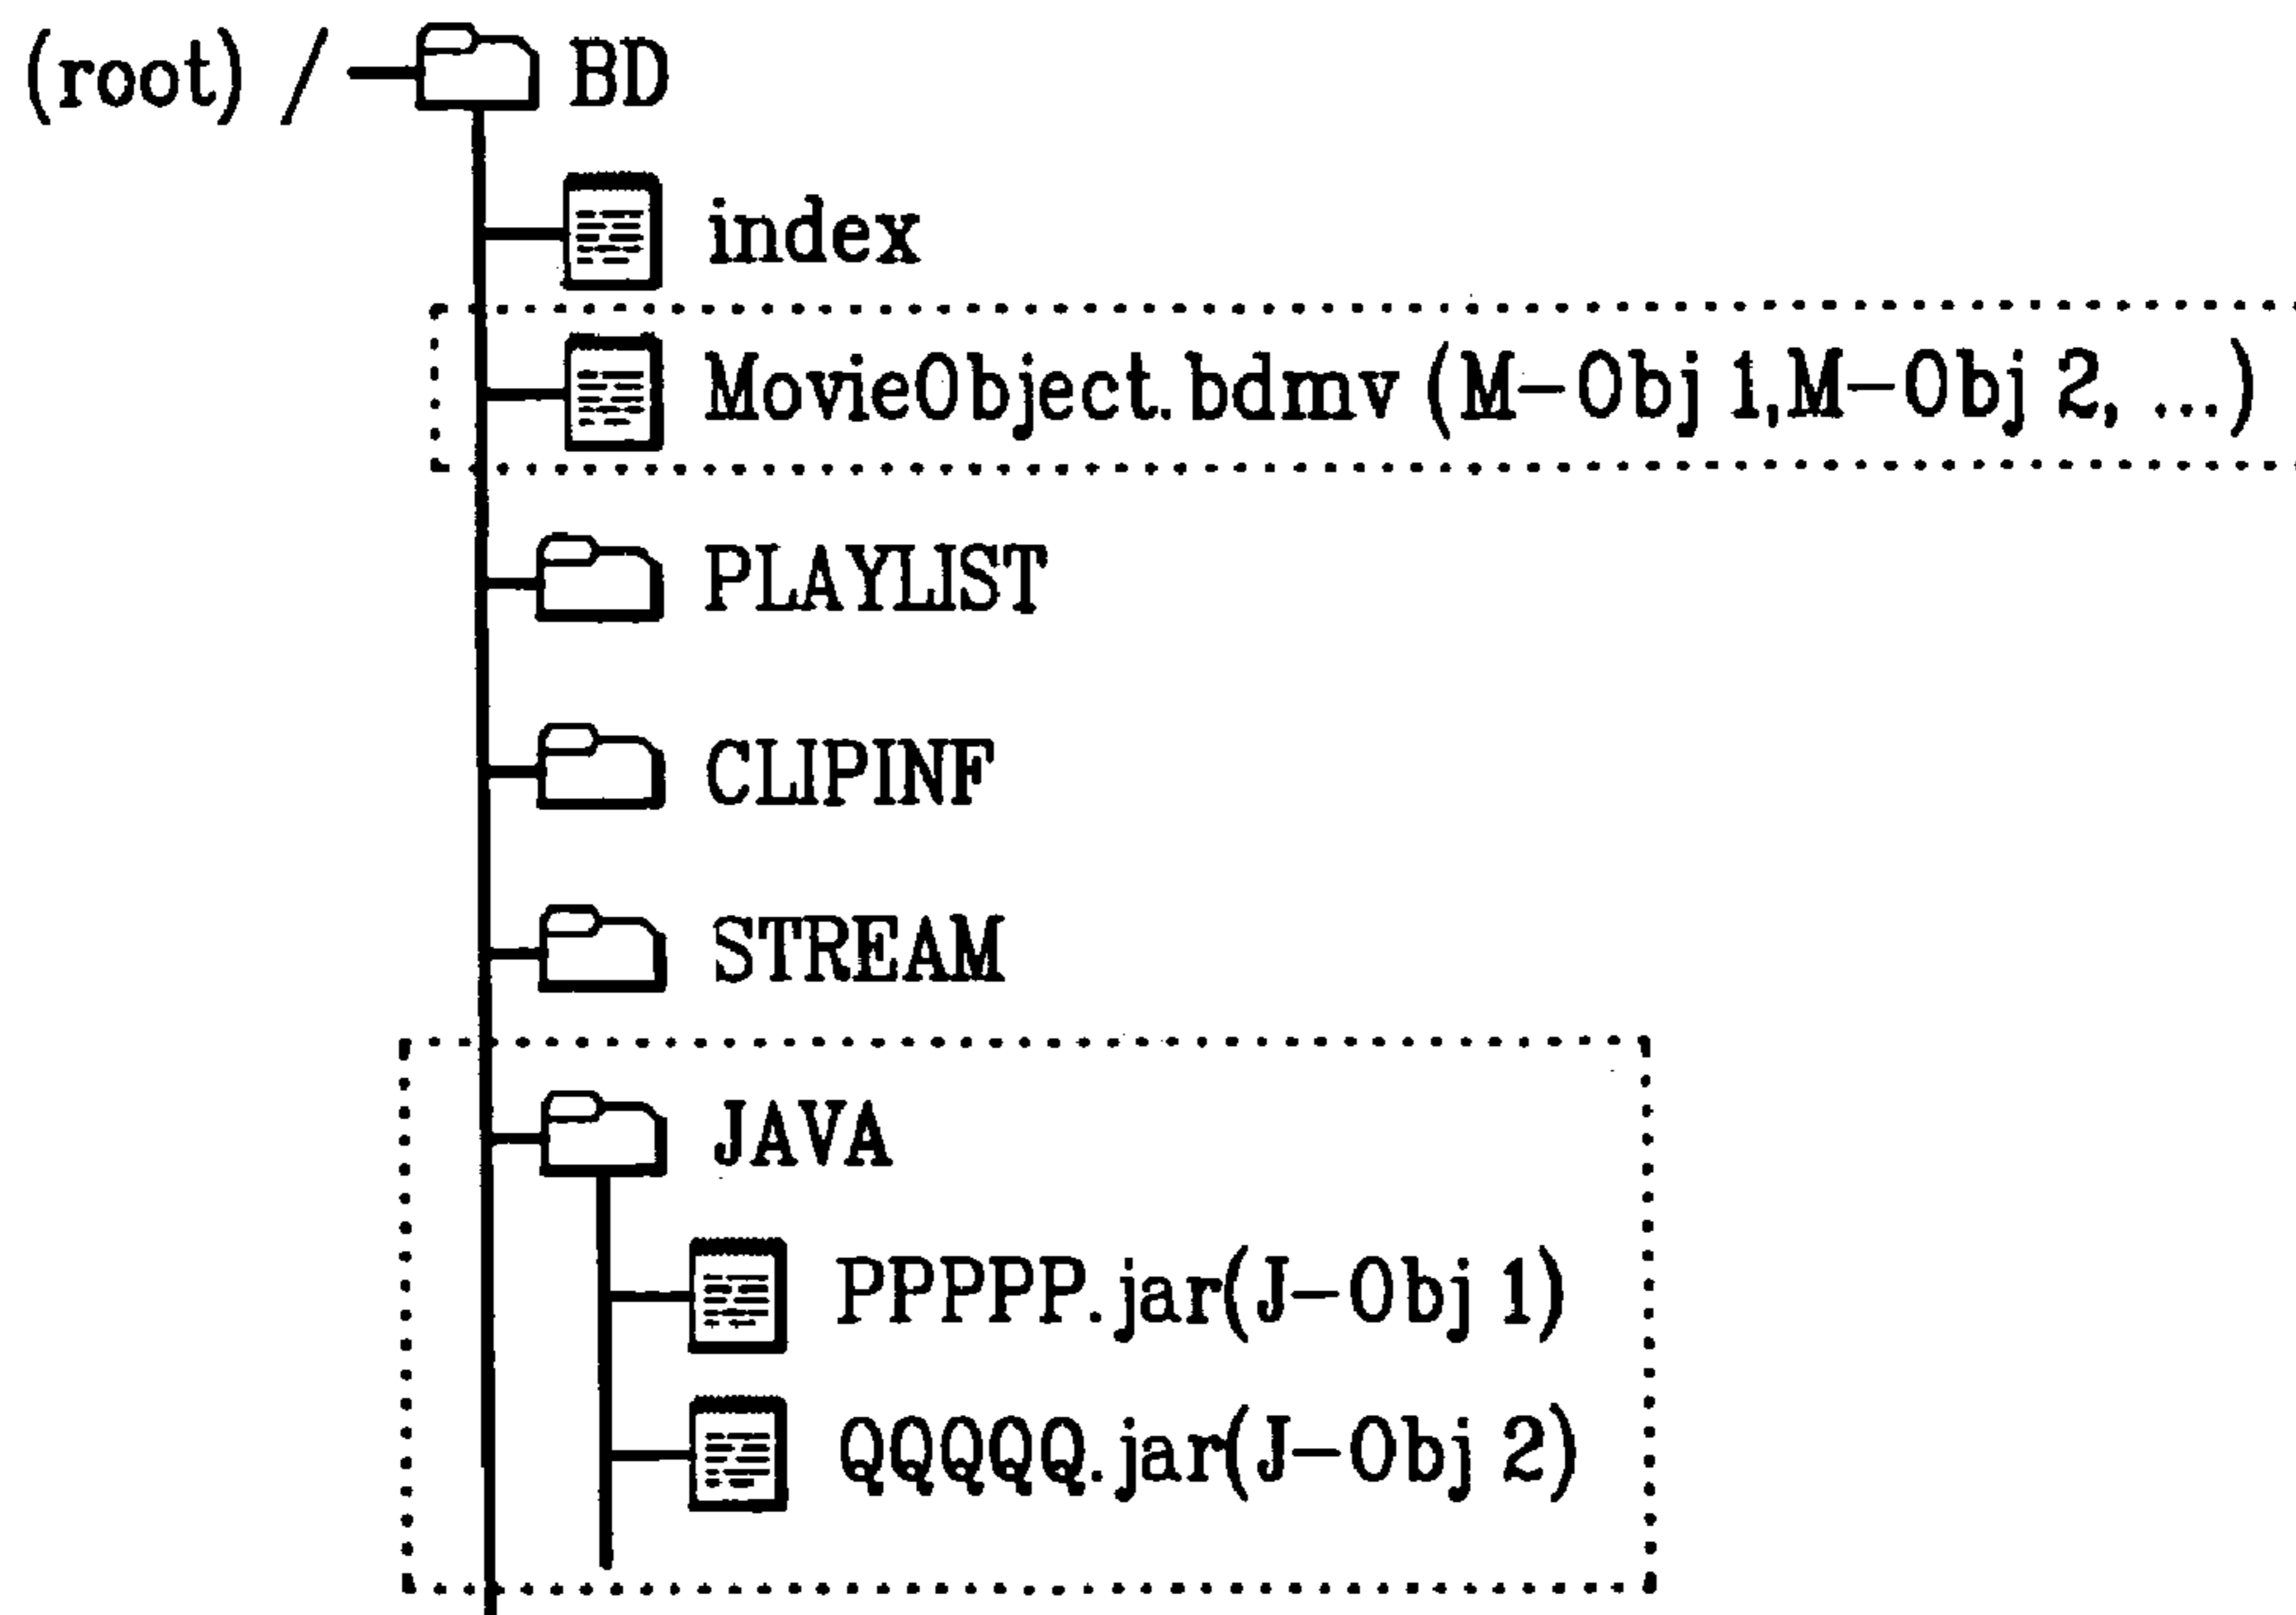 (root) / BD
index
MovieObject.bdmv (M-Obj 1,M-Obj 2, ...)
PLAYLIST
CLIPINF
STREAM
JAVA
PPPPP.jar(J-Obj 1)
QQQQQ.jar(J-Obj 2)